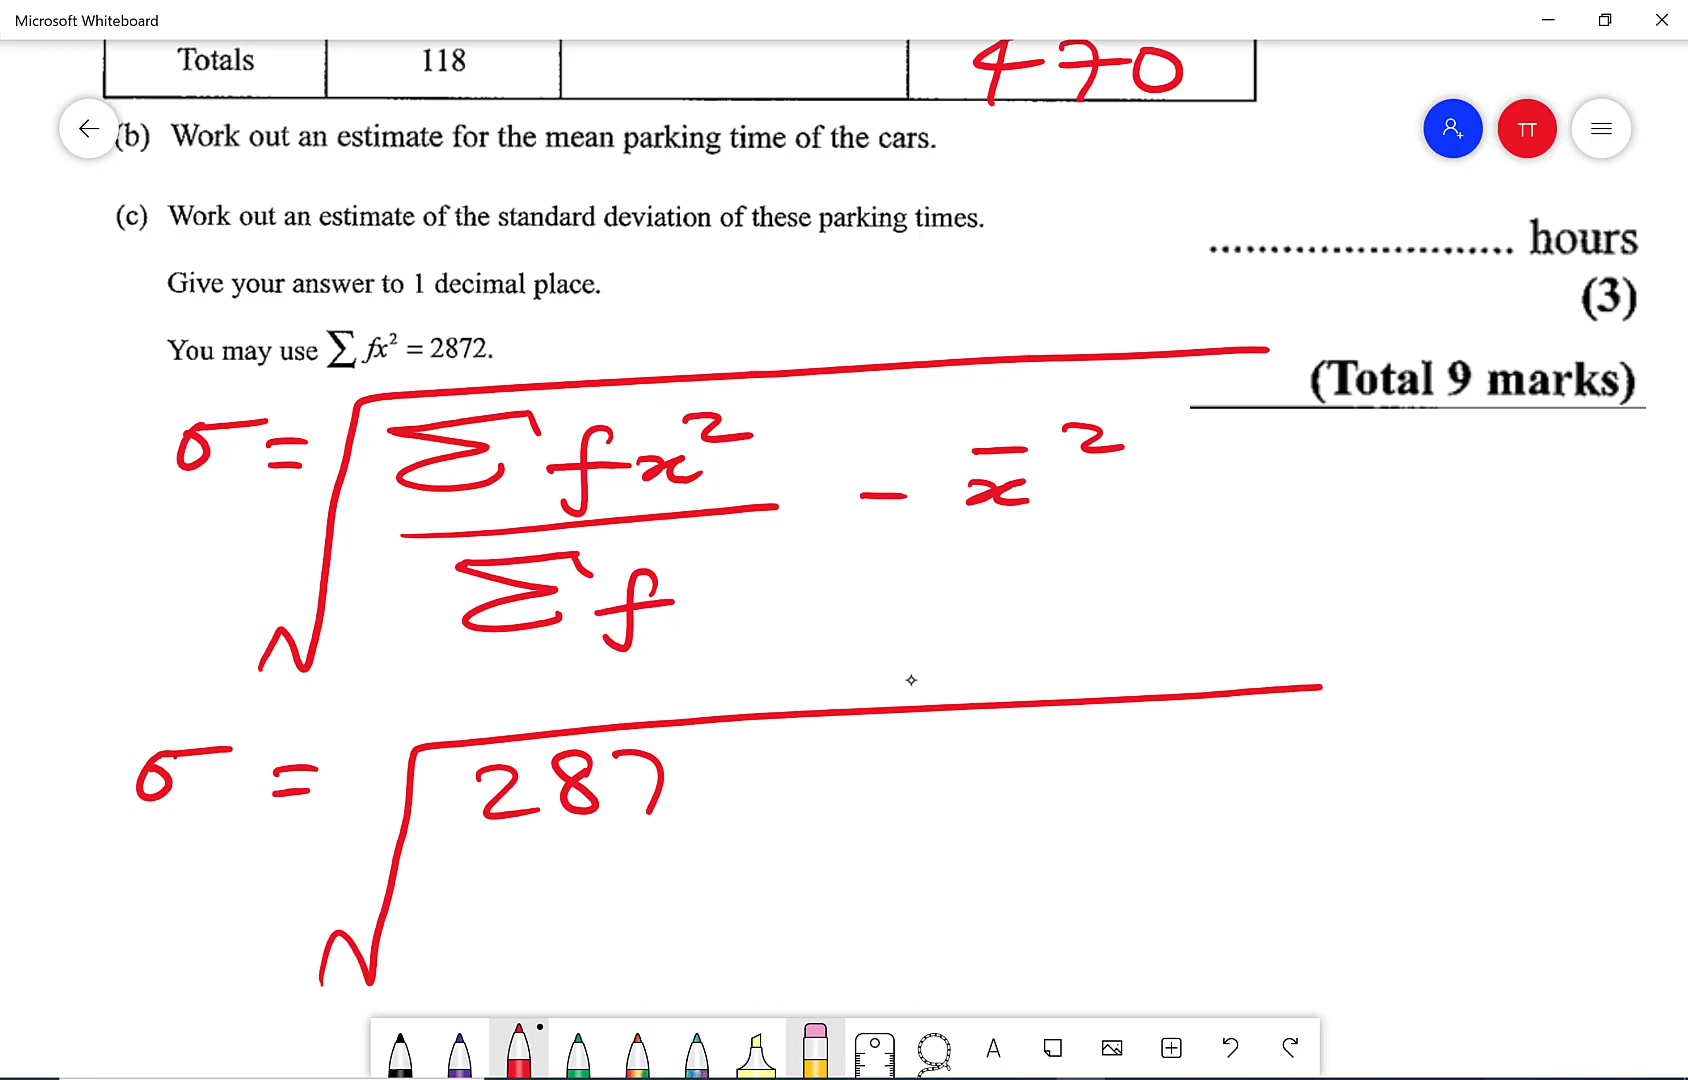 Microsoft Whiteboard
Totals 118 470
(b) Work out an estimate for the mean parking time of the cars.
TT
(c) Work out an estimate of the standard deviation of these parking times.
........................ hours
Give your answer to 1 decimal place.
(3)
You may use ∑ fx² = 2872.
(Total 9 marks)
σ = √(∑fx² / ∑f − x̄²)
σ = √287
A